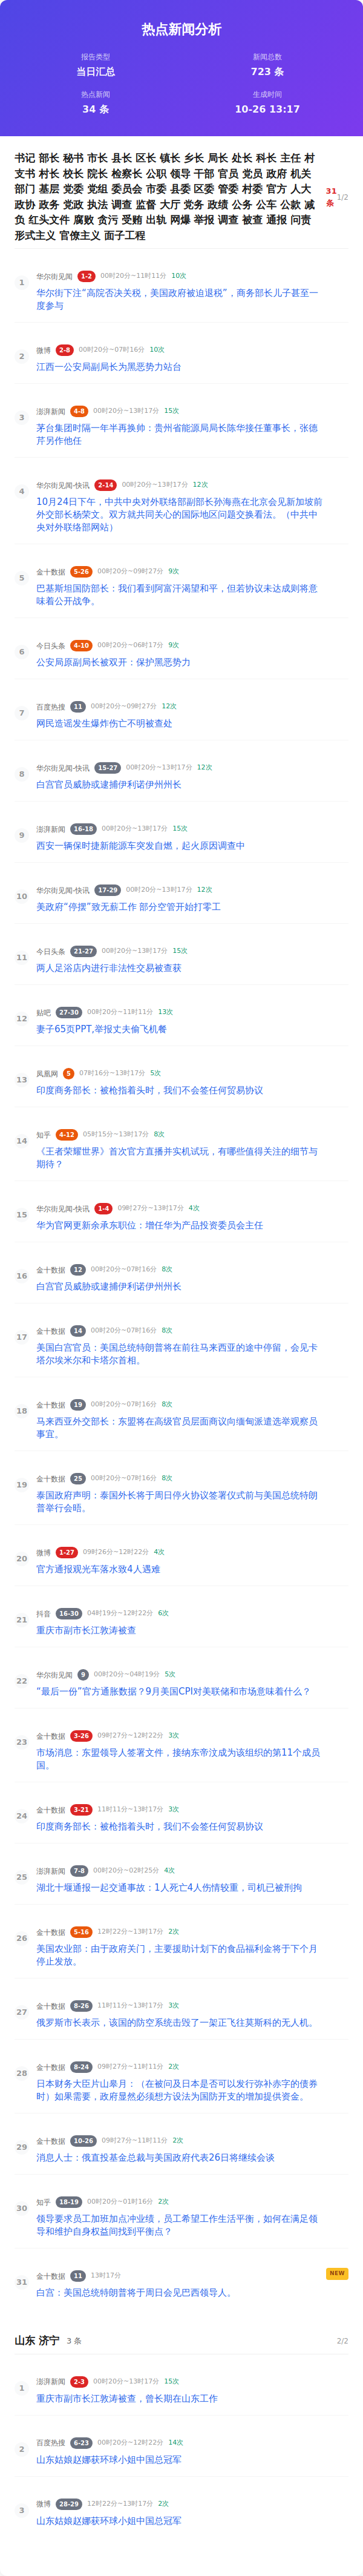 热点新闻分析
报告类型
当日汇总
新闻总数
723 条
热点新闻
34 条
生成时间
10-26 13:17
书记 部长 秘书 市长 县长 区长 镇长 乡长 局长 处长 科长 主任 村
支书 村长 校长 院长 检察长 公职 领导 干部 官员 党员 政府 机关
部门 基层 党委 党组 委员会 市委 县委 区委 管委 村委 官方 人大
政协 政务 党政 执法 调查 监督 大厅 党务 政绩 公务 公车 公款 减
负 红头文件 腐败 贪污 受贿 出轨 网爆 举报 调查 被查 通报 问责
形式主义 官僚主义 面子工程
31 条
1/2
1
华尔街见闻 1-2 00时20分~11时11分 10次
华尔街下注“高院否决关税，美国政府被迫退税”，商务部长儿子甚至一
度参与
2
微博 2-8 00时20分~07时16分 10次
江西一公安局副局长为黑恶势力站台
3
澎湃新闻 4-8 00时20分~13时17分 15次
茅台集团时隔一年半再换帅：贵州省能源局局长陈华接任董事长，张德
芹另作他任
4
华尔街见闻-快讯 2-14 00时20分~13时17分 12次
10月24日下午，中共中央对外联络部副部长孙海燕在北京会见新加坡前
外交部长杨荣文。双方就共同关心的国际地区问题交换看法。（中共中
央对外联络部网站）
5
金十数据 5-26 00时20分~09时27分 9次
巴基斯坦国防部长：我们看到阿富汗渴望和平，但若协议未达成则将意
味着公开战争。
6
今日头条 4-10 00时20分~06时17分 9次
公安局原副局长被双开：保护黑恶势力
7
百度热搜 11 00时20分~09时27分 12次
网民造谣发生爆炸伤亡不明被查处
8
华尔街见闻-快讯 15-27 00时20分~13时17分 12次
白宫官员威胁或逮捕伊利诺伊州州长
9
澎湃新闻 16-18 00时20分~13时17分 15次
西安一辆保时捷新能源车突发自燃，起火原因调查中
10
华尔街见闻-快讯 17-29 00时20分~13时17分 12次
美政府“停摆”致无薪工作 部分空管开始打零工
11
今日头条 21-27 00时20分~13时17分 15次
两人足浴店内进行非法性交易被查获
12
贴吧 27-30 00时20分~11时11分 13次
妻子65页PPT,举报丈夫偷飞机餐
13
凤凰网 5 07时16分~13时17分 5次
印度商务部长：被枪指着头时，我们不会签任何贸易协议
14
知乎 4-12 05时15分~13时17分 8次
《王者荣耀世界》首次官方直播并实机试玩，有哪些值得关注的细节与
期待？
15
华尔街见闻-快讯 1-4 09时27分~13时17分 4次
华为官网更新余承东职位：增任华为产品投资委员会主任
16
金十数据 12 00时20分~07时16分 8次
白宫官员威胁或逮捕伊利诺伊州州长
17
金十数据 14 00时20分~07时16分 8次
美国白宫官员：美国总统特朗普将在前往马来西亚的途中停留，会见卡
塔尔埃米尔和卡塔尔首相。
18
金十数据 19 00时20分~07时16分 8次
马来西亚外交部长：东盟将在高级官员层面商议向缅甸派遣选举观察员
事宜。
19
金十数据 25 00时20分~07时16分 8次
泰国政府声明：泰国外长将于周日停火协议签署仪式前与美国总统特朗
普举行会晤。
20
微博 1-27 09时26分~12时22分 4次
官方通报观光车落水致4人遇难
21
抖音 16-30 04时19分~12时22分 6次
重庆市副市长江敦涛被查
22
华尔街见闻 9 00时20分~04时19分 5次
“最后一份”官方通胀数据？9月美国CPI对美联储和市场意味着什么？
23
金十数据 3-26 09时27分~12时22分 3次
市场消息：东盟领导人签署文件，接纳东帝汶成为该组织的第11个成员
国。
24
金十数据 3-21 11时11分~13时17分 3次
印度商务部长：被枪指着头时，我们不会签任何贸易协议
25
澎湃新闻 7-8 00时20分~02时25分 4次
湖北十堰通报一起交通事故：1人死亡4人伤情较重，司机已被刑拘
26
金十数据 5-16 12时22分~13时17分 2次
美国农业部：由于政府关门，主要援助计划下的食品福利金将于下个月
停止发放。
27
金十数据 8-26 11时11分~13时17分 3次
俄罗斯市长表示，该国的防空系统击毁了一架正飞往莫斯科的无人机。
28
金十数据 8-24 09时27分~11时11分 2次
日本财务大臣片山皋月：（在被问及日本是否可以发行弥补赤字的债券
时）如果需要，政府显然必须想方设法为国防开支的增加提供资金。
29
金十数据 10-26 09时27分~11时11分 2次
消息人士：俄直投基金总裁与美国政府代表26日将继续会谈
30
知乎 18-19 00时20分~01时16分 2次
领导要求员工加班加点冲业绩，员工希望工作生活平衡，如何在满足领
导和维护自身权益间找到平衡点？
31
金十数据 11 13时17分
NEW
白宫：美国总统特朗普将于周日会见巴西领导人。
山东 济宁 3 条
2/2
1
澎湃新闻 2-3 00时20分~13时17分 15次
重庆市副市长江敦涛被查，曾长期在山东工作
2
百度热搜 6-23 00时20分~12时22分 14次
山东姑娘赵娜获环球小姐中国总冠军
3
微博 28-29 12时22分~13时17分 2次
山东姑娘赵娜获环球小姐中国总冠军